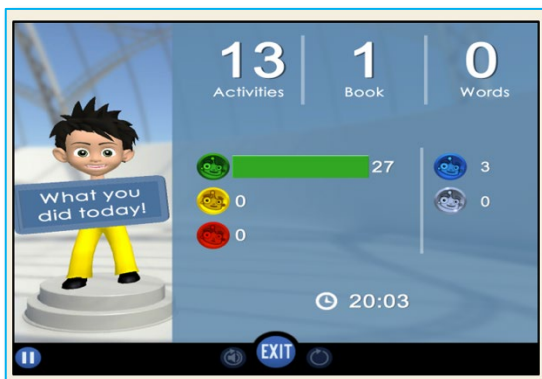 13
Activities
1
Book
0
Words
What you
did today!
27
0
0
3
0
20:03
EXIT